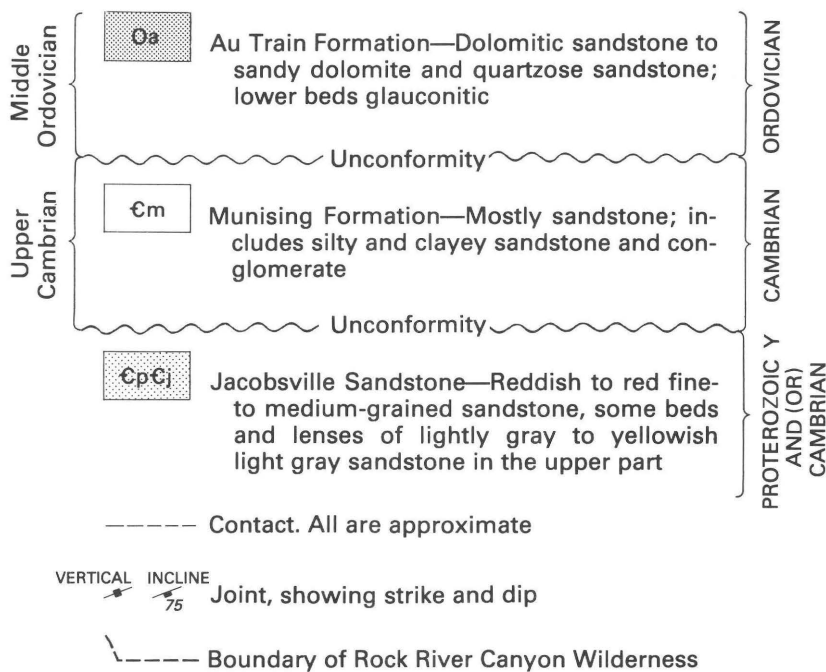 Middle
Ordovician
Oa
Au Train Formation—Dolomitic sandstone to
sandy dolomite and quartzose sandstone;
lower beds glauconitic
ORDOVICIAN
Unconformity
Upper
Cambrian
Ꞓm
Munising Formation—Mostly sandstone; in-
cludes silty and clayey sandstone and con-
glomerate
CAMBRIAN
Unconformity
ꞒpꞒj
Jacobsville Sandstone—Reddish to red fine-
to medium-grained sandstone, some beds
and lenses of lightly gray to yellowish
light gray sandstone in the upper part
PROTEROZOIC Y
AND (OR)
CAMBRIAN
Contact. All are approximate
VERTICAL INCLINE
75
Joint, showing strike and dip
Boundary of Rock River Canyon Wilderness